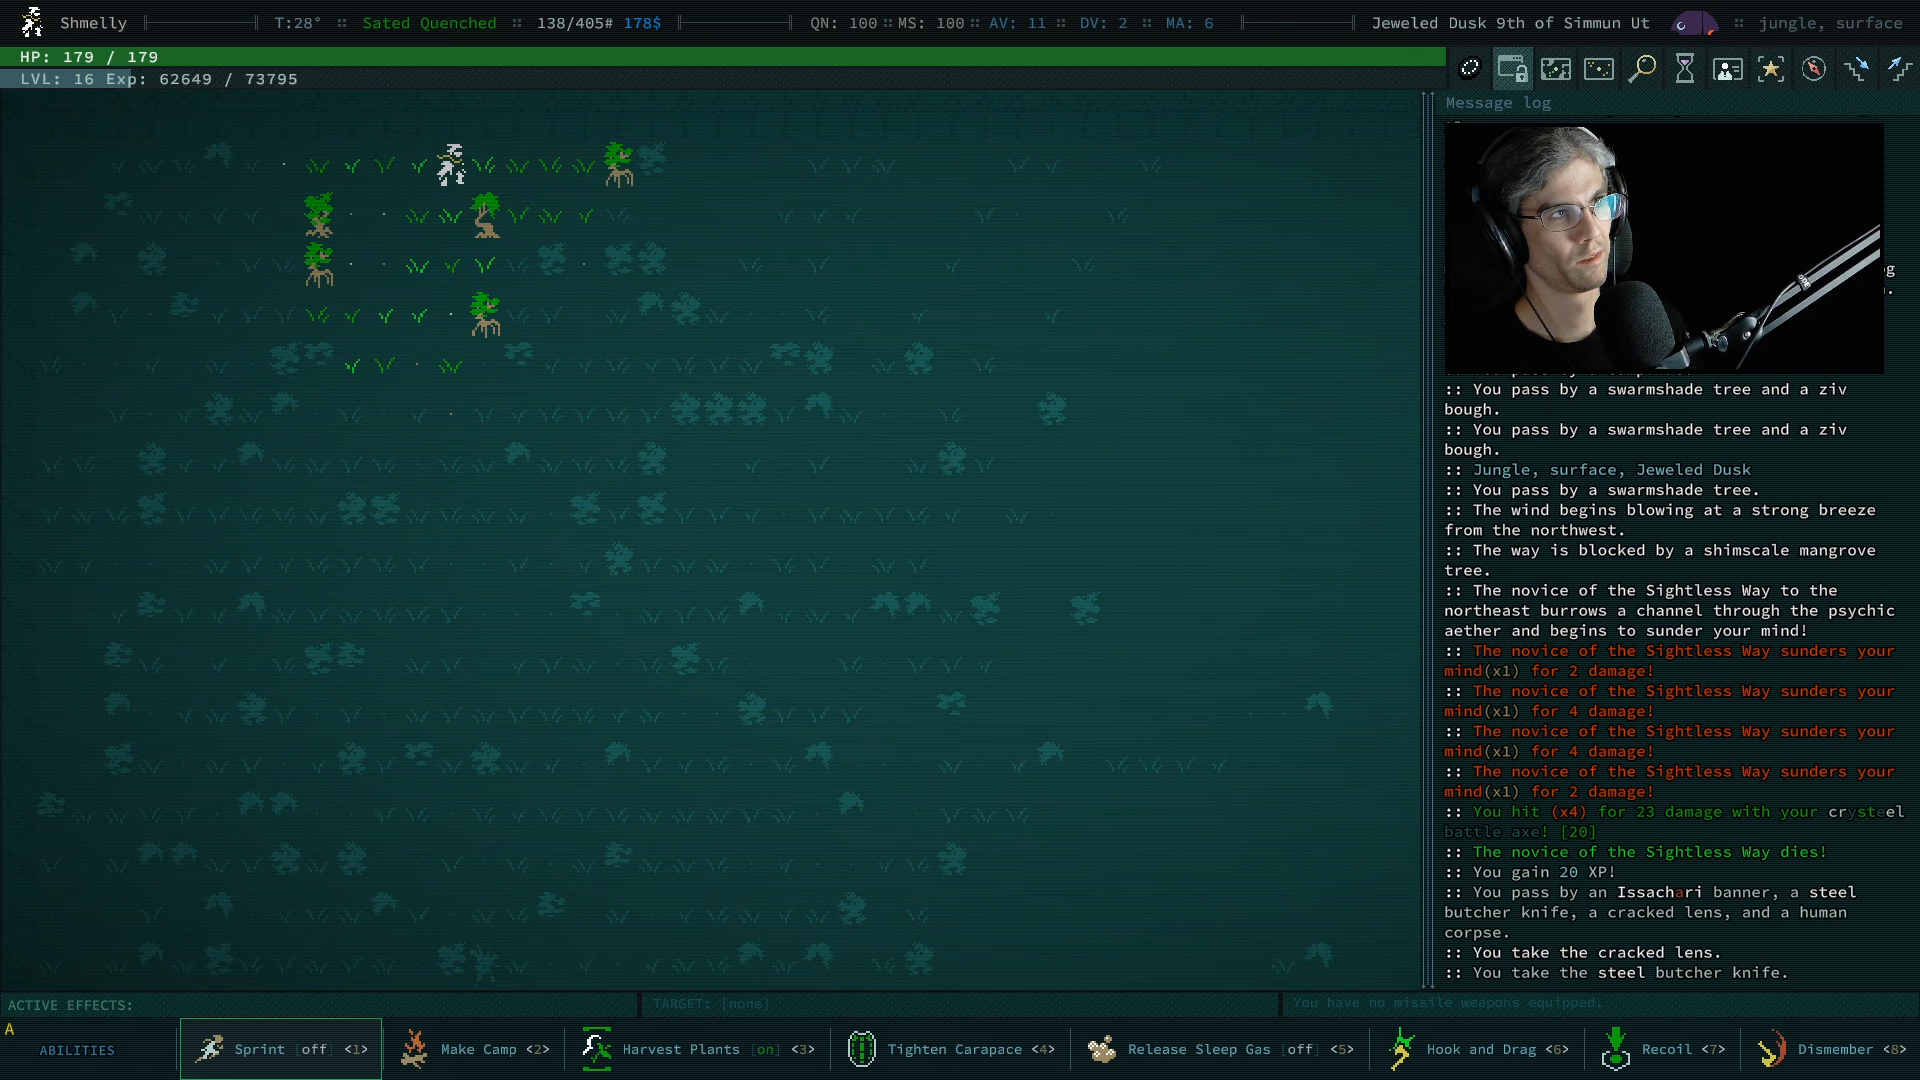 Shmelly T:28° :: Sated Quenched :: 138/405# 178$ QN: 100 :: MS: 100 :: AV: 11 :: DV: 2 :: MA: 6 Jeweled Dusk 9th of Simmun Ut :: jungle, surface
HP: 179 / 179
LVL: 16 Exp: 62649 / 73795
Message log
:: You pass by a swarmshade tree and a ziv
bough.
:: You pass by a swarmshade tree and a ziv
bough.
:: Jungle, surface, Jeweled Dusk
:: You pass by a swarmshade tree.
:: The wind begins blowing at a strong breeze
from the northwest.
:: The way is blocked by a shimscale mangrove
tree.
:: The novice of the Sightless Way to the
northeast burrows a channel through the psychic
aether and begins to sunder your mind!
:: The novice of the Sightless Way sunders your
mind(x1) for 2 damage!
:: The novice of the Sightless Way sunders your
mind(x1) for 4 damage!
:: The novice of the Sightless Way sunders your
mind(x1) for 4 damage!
:: The novice of the Sightless Way sunders your
mind(x1) for 2 damage!
:: You hit (x4) for 23 damage with your crysteel
battle axe! [20]
:: The novice of the Sightless Way dies!
:: You gain 20 XP!
:: You pass by an Issachari banner, a steel
butcher knife, a cracked lens, and a human
corpse.
:: You take the cracked lens.
:: You take the steel butcher knife.
ACTIVE EFFECTS: TARGET: [none] You have no missile weapons equipped.
A
ABILITIES Sprint [off] <1> Make Camp <2> Harvest Plants [on] <3> Tighten Carapace <4> Release Sleep Gas [off] <5> Hook and Drag <6> Recoil <7> Dismember <8>